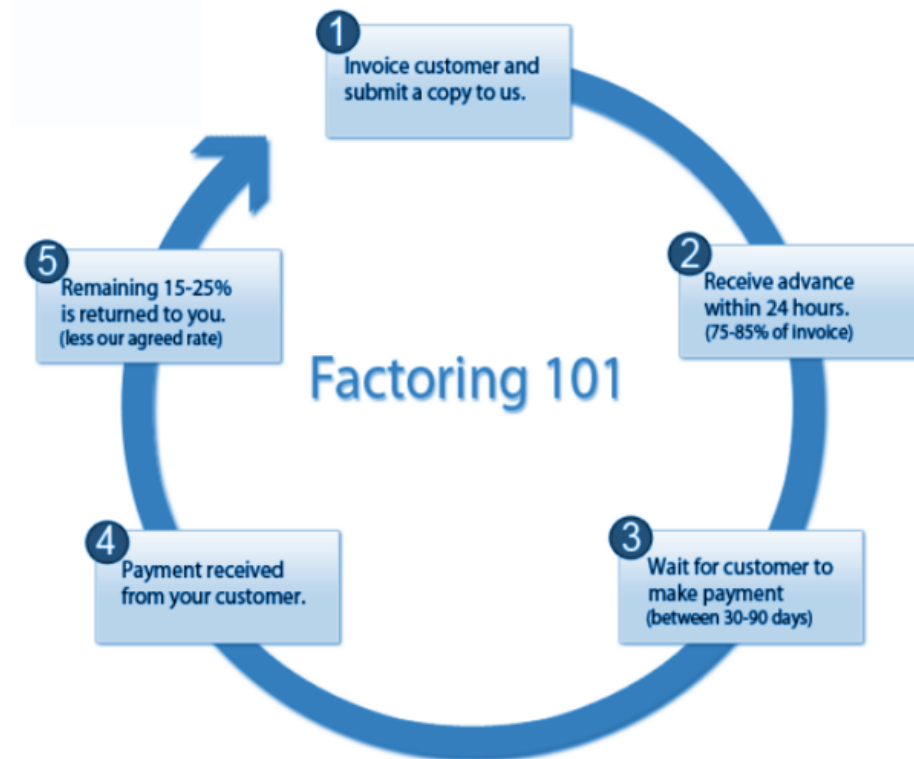 1
Invoice customer and
submit a copy to us.
2
Receive advance
within 24 hours.
(75-85% of invoice)
3
Wait for customer to
make payment
(between 30-90 days)
4
Payment received
from your customer.
5
Remaining 15-25%
is returned to you.
(less our agreed rate)
Factoring 101